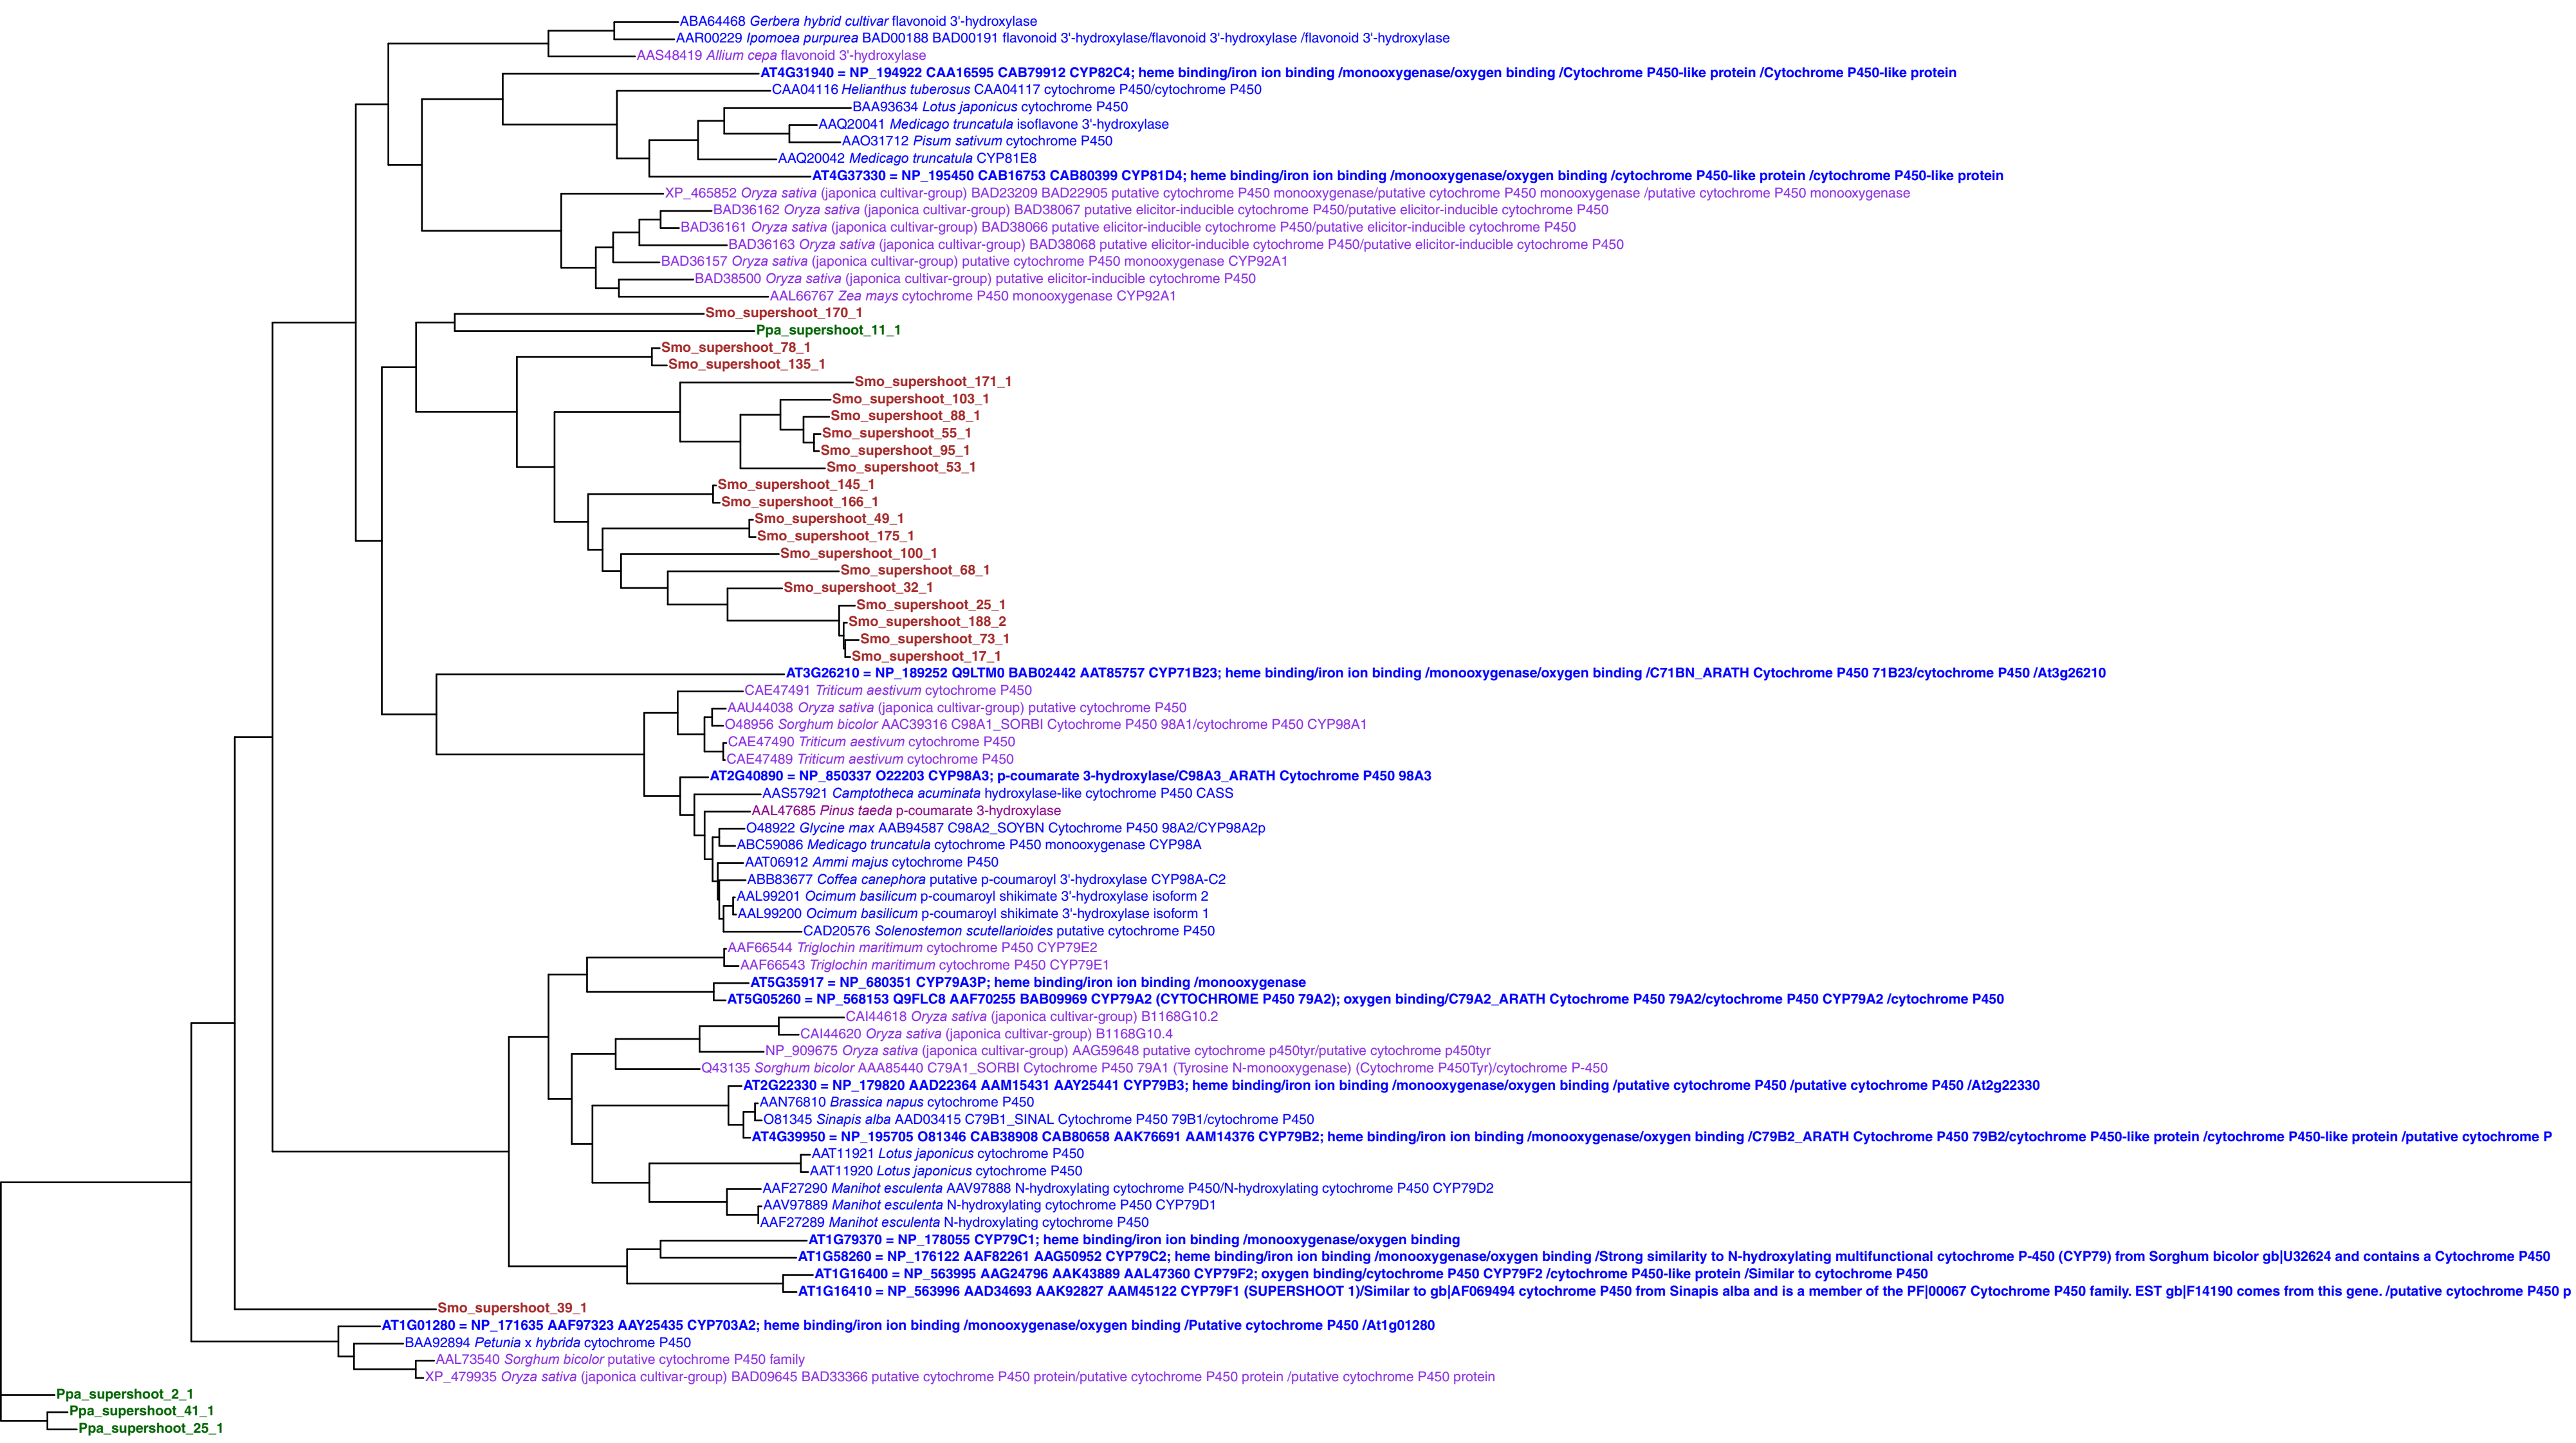 ABA64468 Gerbera hybrid cultivar flavonoid 3'-hydroxylase
AAR00229 Ipomoea purpurea BAD00188 BAD00191 flavonoid 3'-hydroxylase/flavonoid 3'-hydroxylase /flavonoid 3'-hydroxylase
AAS48419 Allium cepa flavonoid 3'-hydroxylase
AT4G31940 = NP_194922 CAA16595 CAB79912 CYP82C4; heme binding/iron ion binding /monooxygenase/oxygen binding /Cytochrome P450-like protein /Cytochrome P450-like protein
CAA04116 Helianthus tuberosus CAA04117 cytochrome P450/cytochrome P450
BAA93634 Lotus japonicus cytochrome P450
AAQ20041 Medicago truncatula isoflavone 3'-hydroxylase
AAO31712 Pisum sativum cytochrome P450
AAQ20042 Medicago truncatula CYP81E8
AT4G37330 = NP_195450 CAB16753 CAB80399 CYP81D4; heme binding/iron ion binding /monooxygenase/oxygen binding /cytochrome P450-like protein /cytochrome P450-like protein
XP_465852 Oryza sativa (japonica cultivar-group) BAD23209 BAD22905 putative cytochrome P450 monooxygenase/putative cytochrome P450 monooxygenase /putative cytochrome P450 monooxygenase
BAD36162 Oryza sativa (japonica cultivar-group) BAD38067 putative elicitor-inducible cytochrome P450/putative elicitor-inducible cytochrome P450
BAD36161 Oryza sativa (japonica cultivar-group) BAD38066 putative elicitor-inducible cytochrome P450/putative elicitor-inducible cytochrome P450
BAD36163 Oryza sativa (japonica cultivar-group) BAD38068 putative elicitor-inducible cytochrome P450/putative elicitor-inducible cytochrome P450
BAD36157 Oryza sativa (japonica cultivar-group) putative cytochrome P450 monooxygenase CYP92A1
BAD38500 Oryza sativa (japonica cultivar-group) putative elicitor-inducible cytochrome P450
AAL66767 Zea mays cytochrome P450 monooxygenase CYP92A1
Smo_supershoot_170_1
Ppa_supershoot_11_1
Smo_supershoot_78_1
Smo_supershoot_135_1
Smo_supershoot_171_1
Smo_supershoot_103_1
Smo_supershoot_88_1
Smo_supershoot_55_1
Smo_supershoot_95_1
Smo_supershoot_53_1
Smo_supershoot_145_1
Smo_supershoot_166_1
Smo_supershoot_49_1
Smo_supershoot_175_1
Smo_supershoot_100_1
Smo_supershoot_68_1
Smo_supershoot_32_1
Smo_supershoot_25_1
Smo_supershoot_188_2
Smo_supershoot_73_1
Smo_supershoot_17_1
AT3G26210 = NP_189252 Q9LTM0 BAB02442 AAT85757 CYP71B23; heme binding/iron ion binding /monooxygenase/oxygen binding /C71BN_ARATH Cytochrome P450 71B23/cytochrome P450 /At3g26210
CAE47491 Triticum aestivum cytochrome P450
AAU44038 Oryza sativa (japonica cultivar-group) putative cytochrome P450
O48956 Sorghum bicolor AAC39316 C98A1_SORBI Cytochrome P450 98A1/cytochrome P450 CYP98A1
CAE47490 Triticum aestivum cytochrome P450
CAE47489 Triticum aestivum cytochrome P450
AT2G40890 = NP_850337 O22203 CYP98A3; p-coumarate 3-hydroxylase/C98A3_ARATH Cytochrome P450 98A3
AAS57921 Camptotheca acuminata hydroxylase-like cytochrome P450 CASS
AAL47685 Pinus taeda p-coumarate 3-hydroxylase
O48922 Glycine max AAB94587 C98A2_SOYBN Cytochrome P450 98A2/CYP98A2p
ABC59086 Medicago truncatula cytochrome P450 monooxygenase CYP98A
AAT06912 Ammi majus cytochrome P450
ABB83677 Coffea canephora putative p-coumaroyl 3'-hydroxylase CYP98A-C2
AAL99201 Ocimum basilicum p-coumaroyl shikimate 3'-hydroxylase isoform 2
AAL99200 Ocimum basilicum p-coumaroyl shikimate 3'-hydroxylase isoform 1
CAD20576 Solenostemon scutellarioides putative cytochrome P450
AAF66544 Triglochin maritimum cytochrome P450 CYP79E2
AAF66543 Triglochin maritimum cytochrome P450 CYP79E1
AT5G35917 = NP_680351 CYP79A3P; heme binding/iron ion binding /monooxygenase
AT5G05260 = NP_568153 Q9FLC8 AAF70255 BAB09969 CYP79A2 (CYTOCHROME P450 79A2); oxygen binding/C79A2_ARATH Cytochrome P450 79A2/cytochrome P450 CYP79A2 /cytochrome P450
CAI44618 Oryza sativa (japonica cultivar-group) B1168G10.2
CAI44620 Oryza sativa (japonica cultivar-group) B1168G10.4
NP_909675 Oryza sativa (japonica cultivar-group) AAG59648 putative cytochrome p450tyr/putative cytochrome p450tyr
Q43135 Sorghum bicolor AAA85440 C79A1_SORBI Cytochrome P450 79A1 (Tyrosine N-monooxygenase) (Cytochrome P450Tyr)/cytochrome P-450
AT2G22330 = NP_179820 AAD22364 AAM15431 AAY25441 CYP79B3; heme binding/iron ion binding /monooxygenase/oxygen binding /putative cytochrome P450 /putative cytochrome P450 /At2g22330
AAN76810 Brassica napus cytochrome P450
O81345 Sinapis alba AAD03415 C79B1_SINAL Cytochrome P450 79B1/cytochrome P450
AT4G39950 = NP_195705 O81346 CAB38908 CAB80658 AAK76691 AAM14376 CYP79B2; heme binding/iron ion binding /monooxygenase/oxygen binding /C79B2_ARATH Cytochrome P450 79B2/cytochrome P450-like protein /cytochrome P450-like protein /putative cytochrome P
AAT11921 Lotus japonicus cytochrome P450
AAT11920 Lotus japonicus cytochrome P450
AAF27290 Manihot esculenta AAV97888 N-hydroxylating cytochrome P450/N-hydroxylating cytochrome P450 CYP79D2
AAV97889 Manihot esculenta N-hydroxylating cytochrome P450 CYP79D1
AAF27289 Manihot esculenta N-hydroxylating cytochrome P450
AT1G79370 = NP_178055 CYP79C1; heme binding/iron ion binding /monooxygenase/oxygen binding
AT1G58260 = NP_176122 AAF82261 AAG50952 CYP79C2; heme binding/iron ion binding /monooxygenase/oxygen binding /Strong similarity to N-hydroxylating multifunctional cytochrome P-450 (CYP79) from Sorghum bicolor gb|U32624 and contains a Cytochrome P450
AT1G16400 = NP_563995 AAG24796 AAK43889 AAL47360 CYP79F2; oxygen binding/cytochrome P450 CYP79F2 /cytochrome P450-like protein /Similar to cytochrome P450
AT1G16410 = NP_563996 AAD34693 AAK92827 AAM45122 CYP79F1 (SUPERSHOOT 1)/Similar to gb|AF069494 cytochrome P450 from Sinapis alba and is a member of the PF|00067 Cytochrome P450 family. EST gb|F14190 comes from this gene. /putative cytochrome P450 p
Smo_supershoot_39_1
AT1G01280 = NP_171635 AAF97323 AAY25435 CYP703A2; heme binding/iron ion binding /monooxygenase/oxygen binding /Putative cytochrome P450 /At1g01280
BAA92894 Petunia x hybrida cytochrome P450
AAL73540 Sorghum bicolor putative cytochrome P450 family
XP_479935 Oryza sativa (japonica cultivar-group) BAD09645 BAD33366 putative cytochrome P450 protein/putative cytochrome P450 protein /putative cytochrome P450 protein
Ppa_supershoot_2_1
Ppa_supershoot_41_1
Ppa_supershoot_25_1